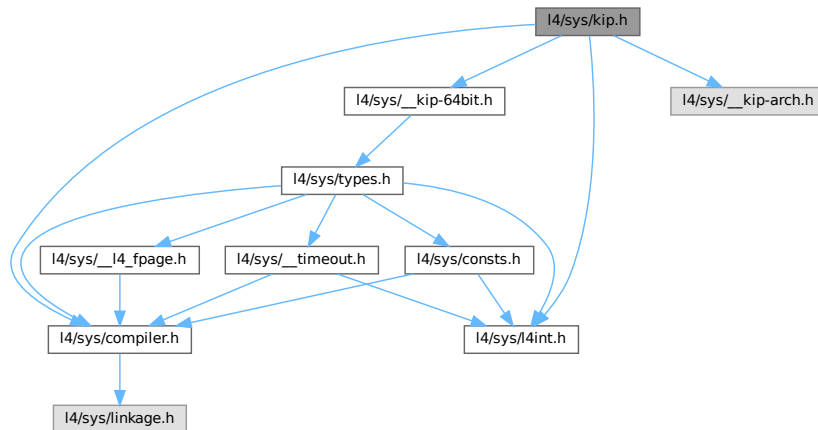 l4/sys/kip.h
l4/sys/__kip-64bit.h
l4/sys/__kip-arch.h
l4/sys/types.h
l4/sys/__l4_fpage.h
l4/sys/__timeout.h
l4/sys/consts.h
l4/sys/compiler.h
l4/sys/l4int.h
l4/sys/linkage.h